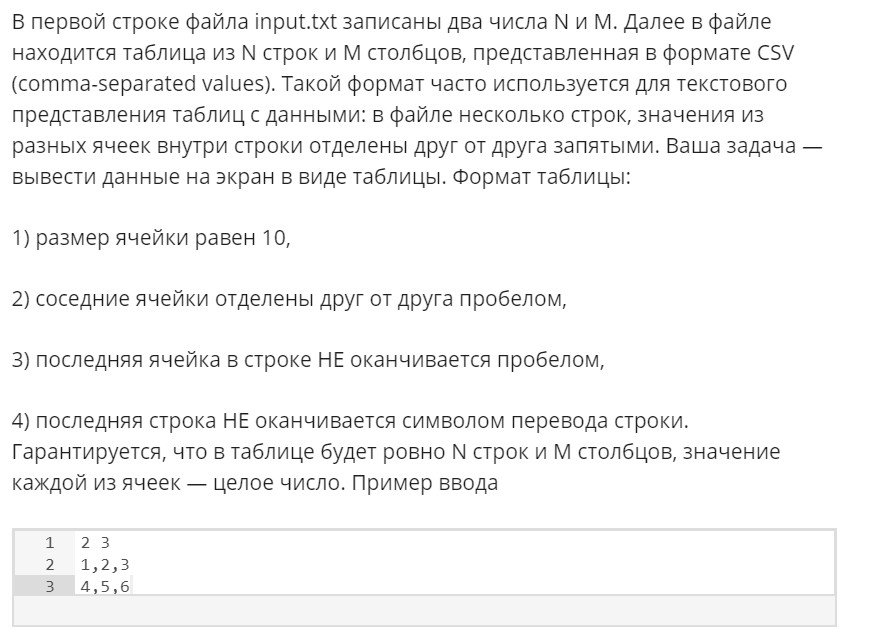 В первой строке файла input.txt записаны два числа N и M. Далее в файле
находится таблица из N строк и M столбцов, представленная в формате CSV
(comma-separated values). Такой формат часто используется для текстового
представления таблиц с данными: в файле несколько строк, значения из
разных ячеек внутри строки отделены друг от друга запятыми. Ваша задача —
вывести данные на экран в виде таблицы. Формат таблицы:
1) размер ячейки равен 10,
2) соседние ячейки отделены друг от друга пробелом,
3) последняя ячейка в строке НЕ оканчивается пробелом,
4) последняя строка НЕ оканчивается символом перевода строки.
Гарантируется, что в таблице будет ровно N строк и M столбцов, значение
каждой из ячеек — целое число. Пример ввода
1 2 3
2 1,2,3
3 4,5,6